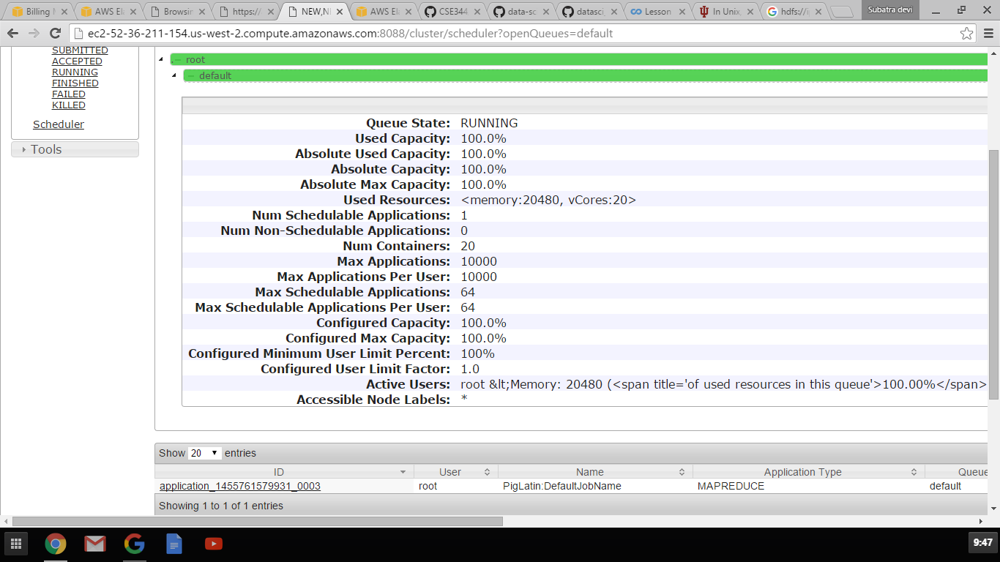 Billing M
AWS Ela
Browsin
https://
NEW,NE
AWS Ela
CSE344
data-sc
datascie
Lesson
In Unix,
hdfs://i
Subatra devi
ec2-52-36-211-154.us-west-2.compute.amazonaws.com:8088/cluster/scheduler?openQueues=default
SUBMITTED
ACCEPTED
RUNNING
FINISHED
FAILED
KILLED
Scheduler
Tools
root
default
Queue State: RUNNING
Used Capacity: 100.0%
Absolute Used Capacity: 100.0%
Absolute Capacity: 100.0%
Absolute Max Capacity: 100.0%
Used Resources: <memory:20480, vCores:20>
Num Schedulable Applications: 1
Num Non-Schedulable Applications: 0
Num Containers: 20
Max Applications: 10000
Max Applications Per User: 10000
Max Schedulable Applications: 64
Max Schedulable Applications Per User: 64
Configured Capacity: 100.0%
Configured Max Capacity: 100.0%
Configured Minimum User Limit Percent: 100%
Configured User Limit Factor: 1.0
Active Users: root &lt;Memory: 20480 (<span title='of used resources in this queue'>100.00%</span>
Accessible Node Labels: *
Show 20 entries
ID User Name Application Type Queue
application_1455761579931_0003 root PigLatin:DefaultJobName MAPREDUCE default
Showing 1 to 1 of 1 entries
9:47